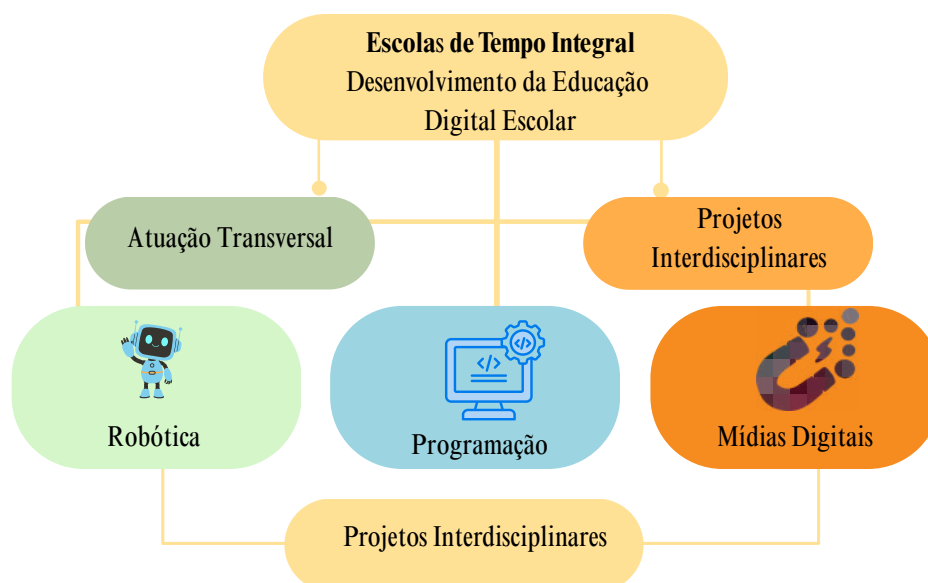 Escolas de Tempo Integral
Desenvolvimento da Educação
Digital Escolar
Atuação Transversal
Projetos
Interdisciplinares
</>
</>
Robótica
Programação
Mídias Digitais
Projetos Interdisciplinares